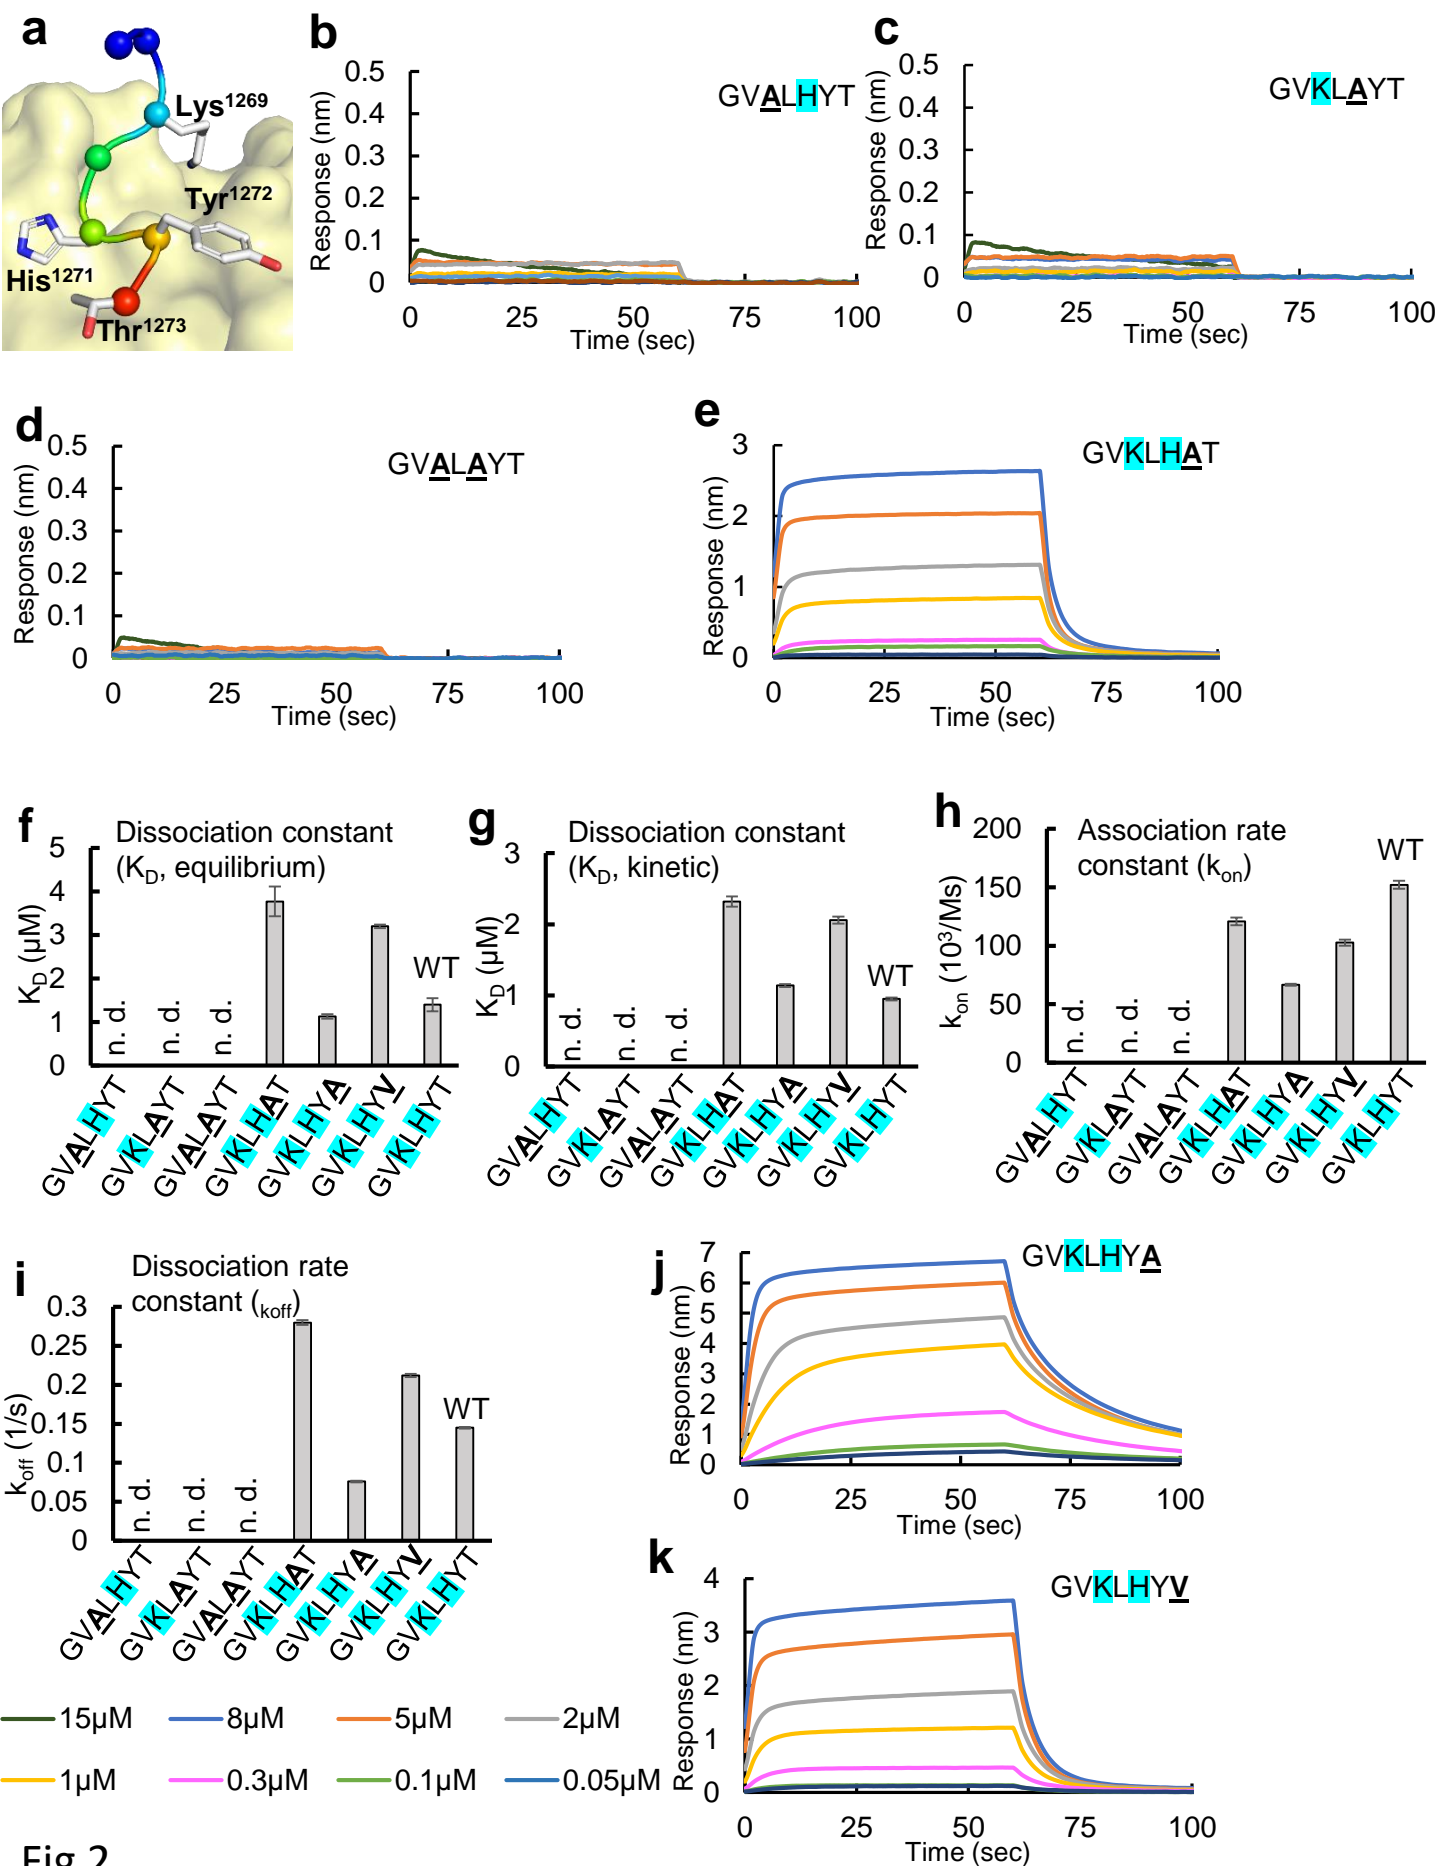 a
Lys1269
Tyr1272
His1271
Thr1273
b
GVALHYT
Response (nm)
0.5
0.4
0.3
0.2
0.1
0
0 25 50 75 100
Time (sec)
c
GVKLAYT
Response (nm)
0.5
0.4
0.3
0.2
0.1
0
0 25 50 75 100
Time (sec)
d
GVALAYT
Response (nm)
0.5
0.4
0.3
0.2
0.1
0
0 25 50 75 100
Time (sec)
e
GVKLHAT
Response (nm)
3
2
1
0
0 25 50 75 100
Time (sec)
f
Dissociation constant
(KD, equilibrium)
KD (µM)
5
4
3
2
1
0
n. d. n. d. n. d.
WT
GVALHYT GVKLAYT GVALAYT GVKLHAT GVKLHYA GVKLHYV GVKLHYT
g
Dissociation constant
(KD, kinetic)
KD (µM)
3
2
1
0
n. d. n. d. n. d.
WT
GVALHYT GVKLAYT GVALAYT GVKLHAT GVKLHYA GVKLHYV GVKLHYT
h
Association rate
constant (kon)
kon (103/Ms)
200
150
100
50
0
n. d. n. d. n. d.
WT
GVALHYT GVKLAYT GVALAYT GVKLHAT GVKLHYA GVKLHYV GVKLHYT
i
Dissociation rate
constant (koff)
koff (1/s)
0.3
0.25
0.2
0.15
0.1
0.05
0
n. d. n. d. n. d.
WT
GVALHYT GVKLAYT GVALAYT GVKLHAT GVKLHYA GVKLHYV GVKLHYT
j
GVKLHYA
Response (nm)
7
6
5
4
3
2
1
0
0 25 50 75 100
Time (sec)
k
GVKLHYV
Response (nm)
4
3
2
1
0
0 25 50 75 100
Time (sec)
15µM 8µM 5µM 2µM
1µM 0.3µM 0.1µM 0.05µM
Fig 2